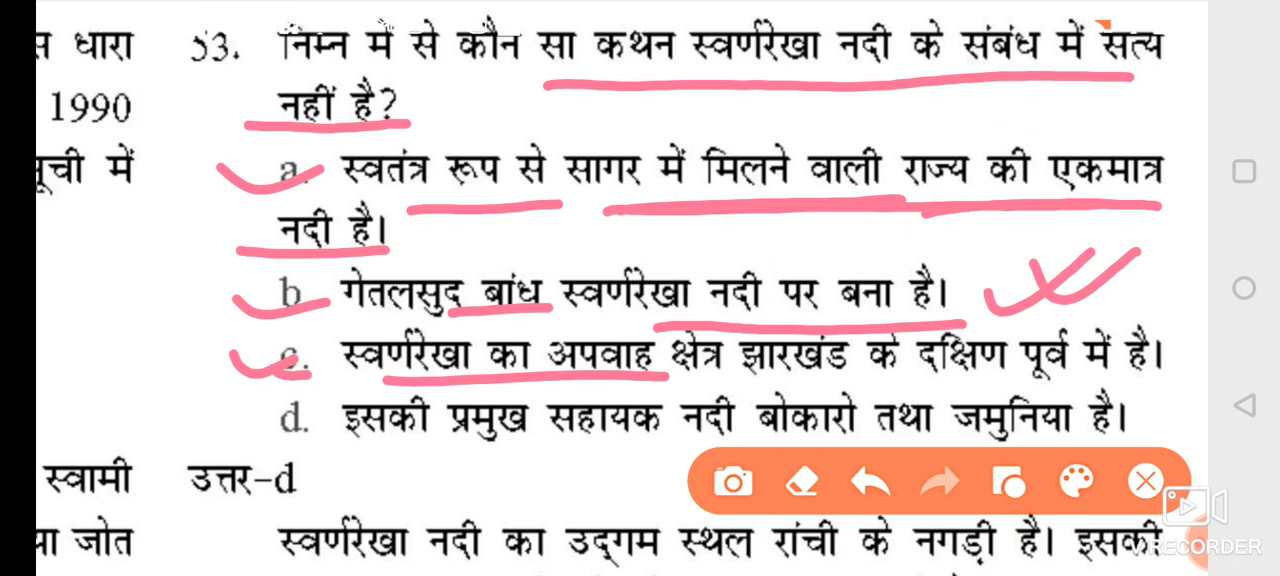 धारा
1990
में
स्वामी
जोत
53. निम्न में से कौन सा कथन स्वर्णरेखा नदी के संबंध में सत्य
नहीं है?
a. स्वतंत्र रूप से सागर में मिलने वाली राज्य की एकमात्र
नदी है।
b. गेतलसुद बांध स्वर्णरेखा नदी पर बना है।
c. स्वर्णरेखा का अपवाह क्षेत्र झारखंड के दक्षिण पूर्व में है।
d. इसकी प्रमुख सहायक नदी बोकारो तथा जमुनिया है।
उत्तर-d
स्वर्णरेखा नदी का उद्गम स्थल रांची के नगड़ी है। इसकी
V.RECORDER